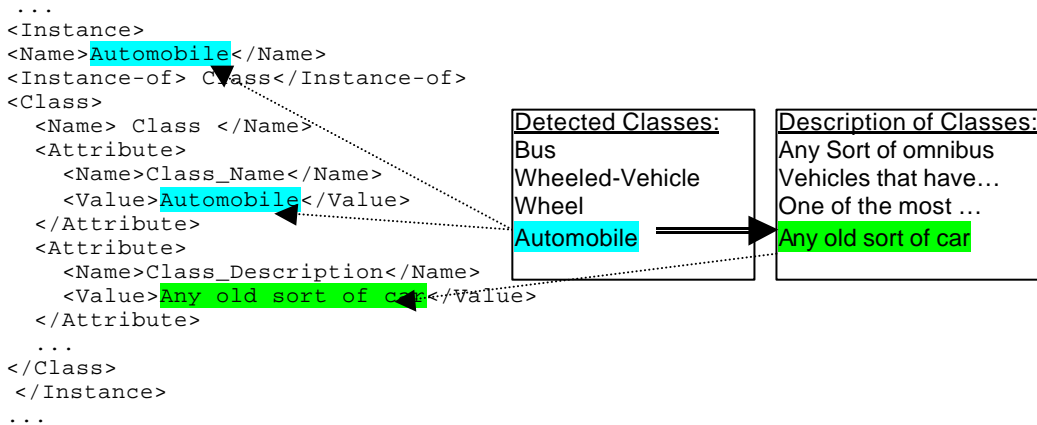 ...
<Instance>
<Name>Automobile</Name>
<Instance-of> Class</Instance-of>
<Class>
<Name> Class </Name>
<Attribute>
<Name>Class_Name</Name>
<Value>Automobile</Value>
</Attribute>
<Attribute>
<Name>Class_Description</Name>
<Value>Any old sort of car</Value>
</Attribute>
...
</Class>
</Instance>
...
Detected Classes:
Bus
Wheeled-Vehicle
Wheel
Automobile
Description of Classes:
Any Sort of omnibus
Vehicles that have…
One of the most …
Any old sort of car